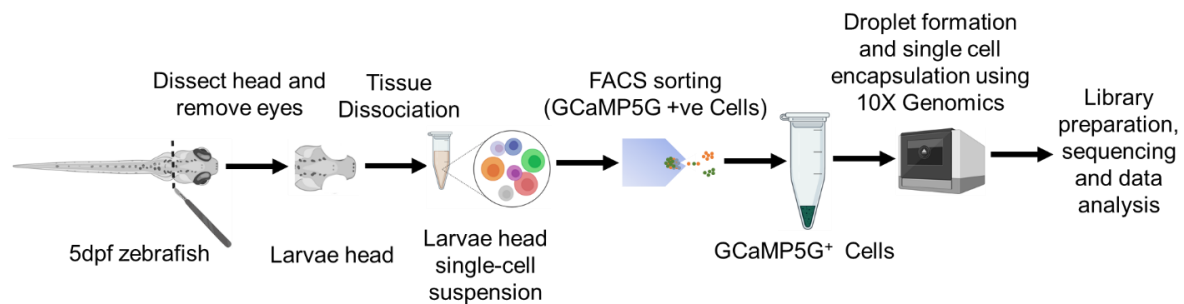 5dpf zebrafish
Dissect head and
remove eyes
Larvae head
Tissue
Dissociation
Larvae head
single-cell
suspension
FACS sorting
(GCaMP5G +ve Cells)
GCaMP5G⁺ Cells
Droplet formation
and single cell
encapsulation using
10X Genomics
Library
preparation,
sequencing
and data
analysis